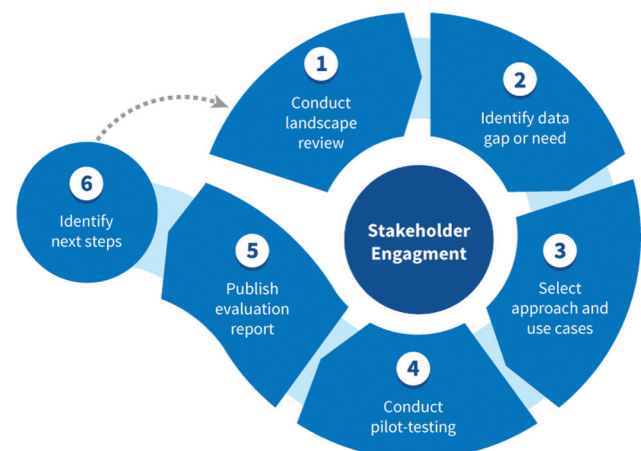 1
Conduct
landscape
review
2
Identify data
gap or need
3
Select
approach and
use cases
4
Conduct
pilot-testing
5
Publish
evaluation
report
6
Identify
next steps
Stakeholder
Engagment